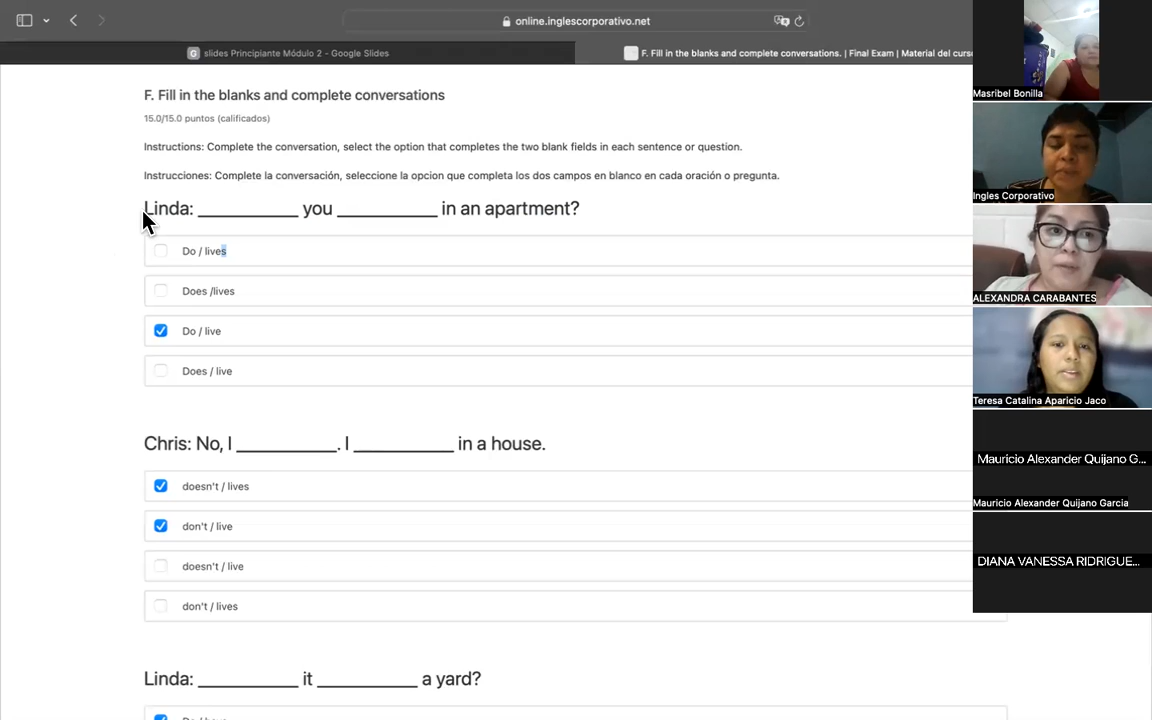 online.inglescorporativo.net
G slides Principiante Módulo 2 - Google Slides
F. Fill in the blanks and complete conversations. | Final Exam | Material del curs
F. Fill in the blanks and complete conversations
15.0/15.0 puntos (calificados)
Instructions: Complete the conversation, select the option that completes the two blank fields in each sentence or question.
Instrucciones: Complete la conversación, seleccione la opcion que completa los dos campos en blanco en cada oración o pregunta.
Linda: __________ you __________ in an apartment?
Do / lives
Does /lives
Do / live
Does / live
Chris: No, I __________. I __________ in a house.
doesn't / lives
don't / live
doesn't / live
don't / lives
Linda: __________ it __________ a yard?
Masribel Bonilla
Ingles Corporativo
ALEXANDRA CARABANTES
Teresa Catalina Aparicio Jaco
Mauricio Alexander Quijano G...
Mauricio Alexander Quijano Garcia
DIANA VANESSA RIDRIGUE...